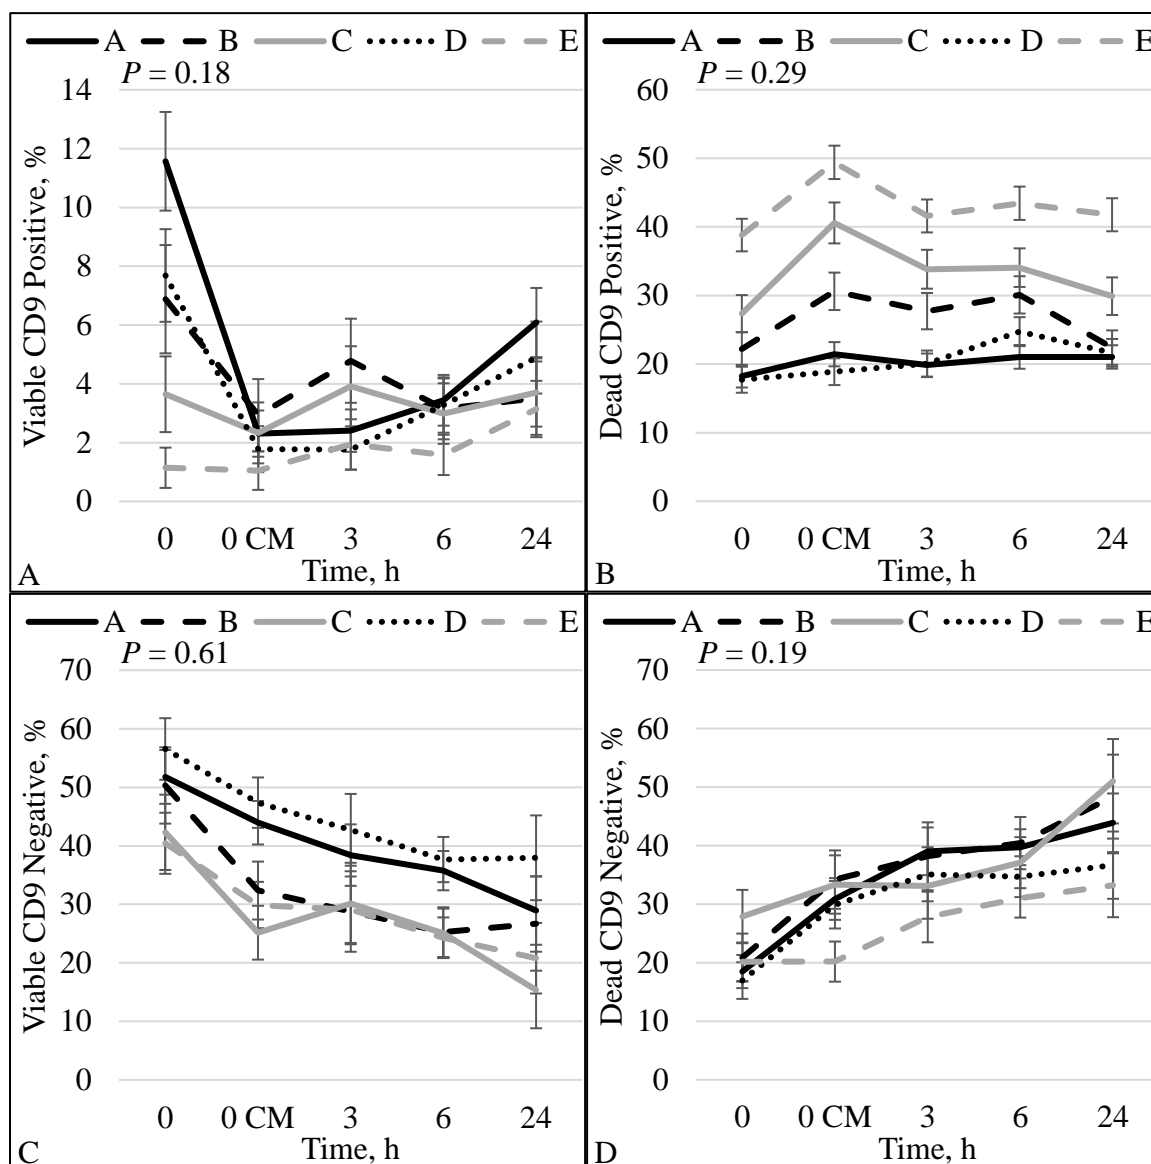 A B C D E
P = 0.18
14
12
10
8
6
4
2
0
Viable CD9 Positive, %
0 0 CM 3 6 24
Time, h
A
A B C D E
P = 0.29
60
50
40
30
20
10
0
Dead CD9 Positive, %
0 0 CM 3 6 24
Time, h
B
A B C D E
P = 0.61
70
60
50
40
30
20
10
0
Viable CD9 Negative, %
0 0 CM 3 6 24
Time, h
C
A B C D E
P = 0.19
70
60
50
40
30
20
10
0
Dead CD9 Negative, %
0 0 CM 3 6 24
Time, h
D